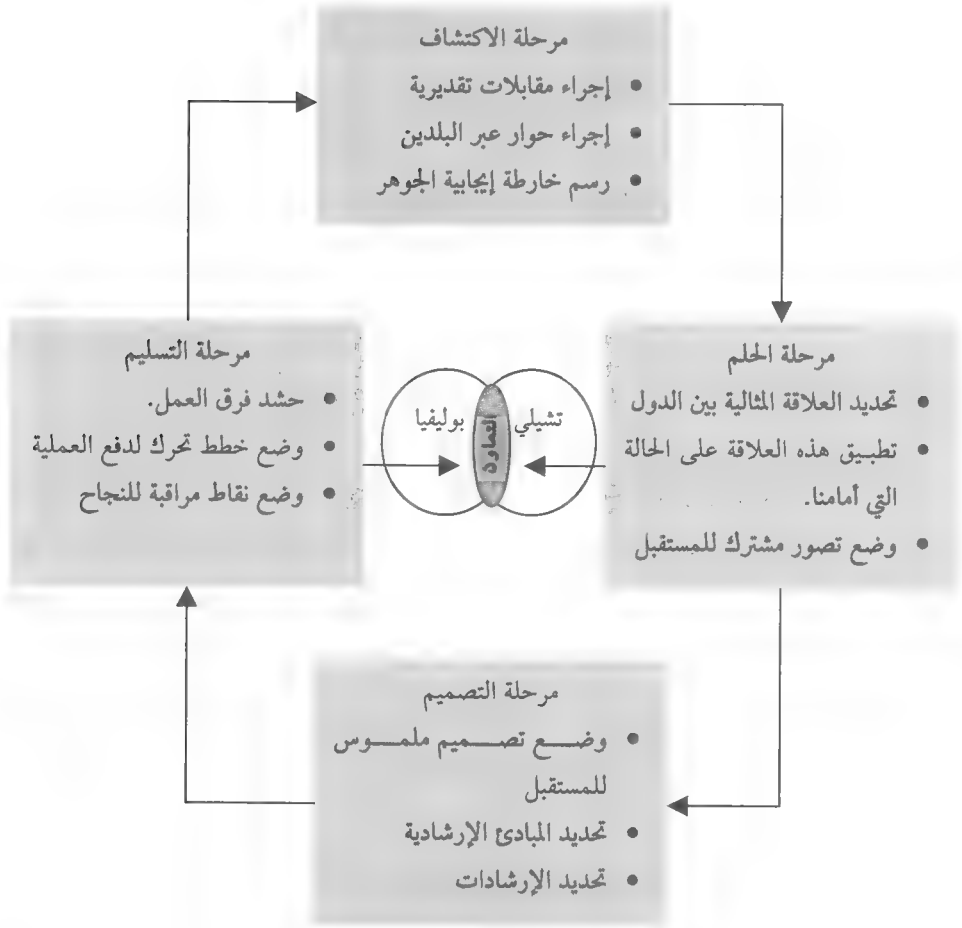 مرحلة الاكتشاف
• إجراء مقابلات تقديرية
• إجراء حوار عبر البلدين
• رسم خارطة إيجابية الجوهر
مرحلة الحلم
• تحديد العلاقة المثالية بين الدول
• تطبيق هذه العلاقة على الحالة
التي أمامنا.
• وضع تصور مشترك للمستقبل
تشيلي
التعاون
بوليفيا
مرحلة التسليم
• حشد فرق العمل.
• وضع خطط تحرك لدفع العملية
• وضع نقاط مراقبة للنجاح
مرحلة التصميم
• وضـــع تصـــميم ملمـــوس
للمستقبل
• تحديد المبادئ الإرشادية
• تحديد الإرشادات